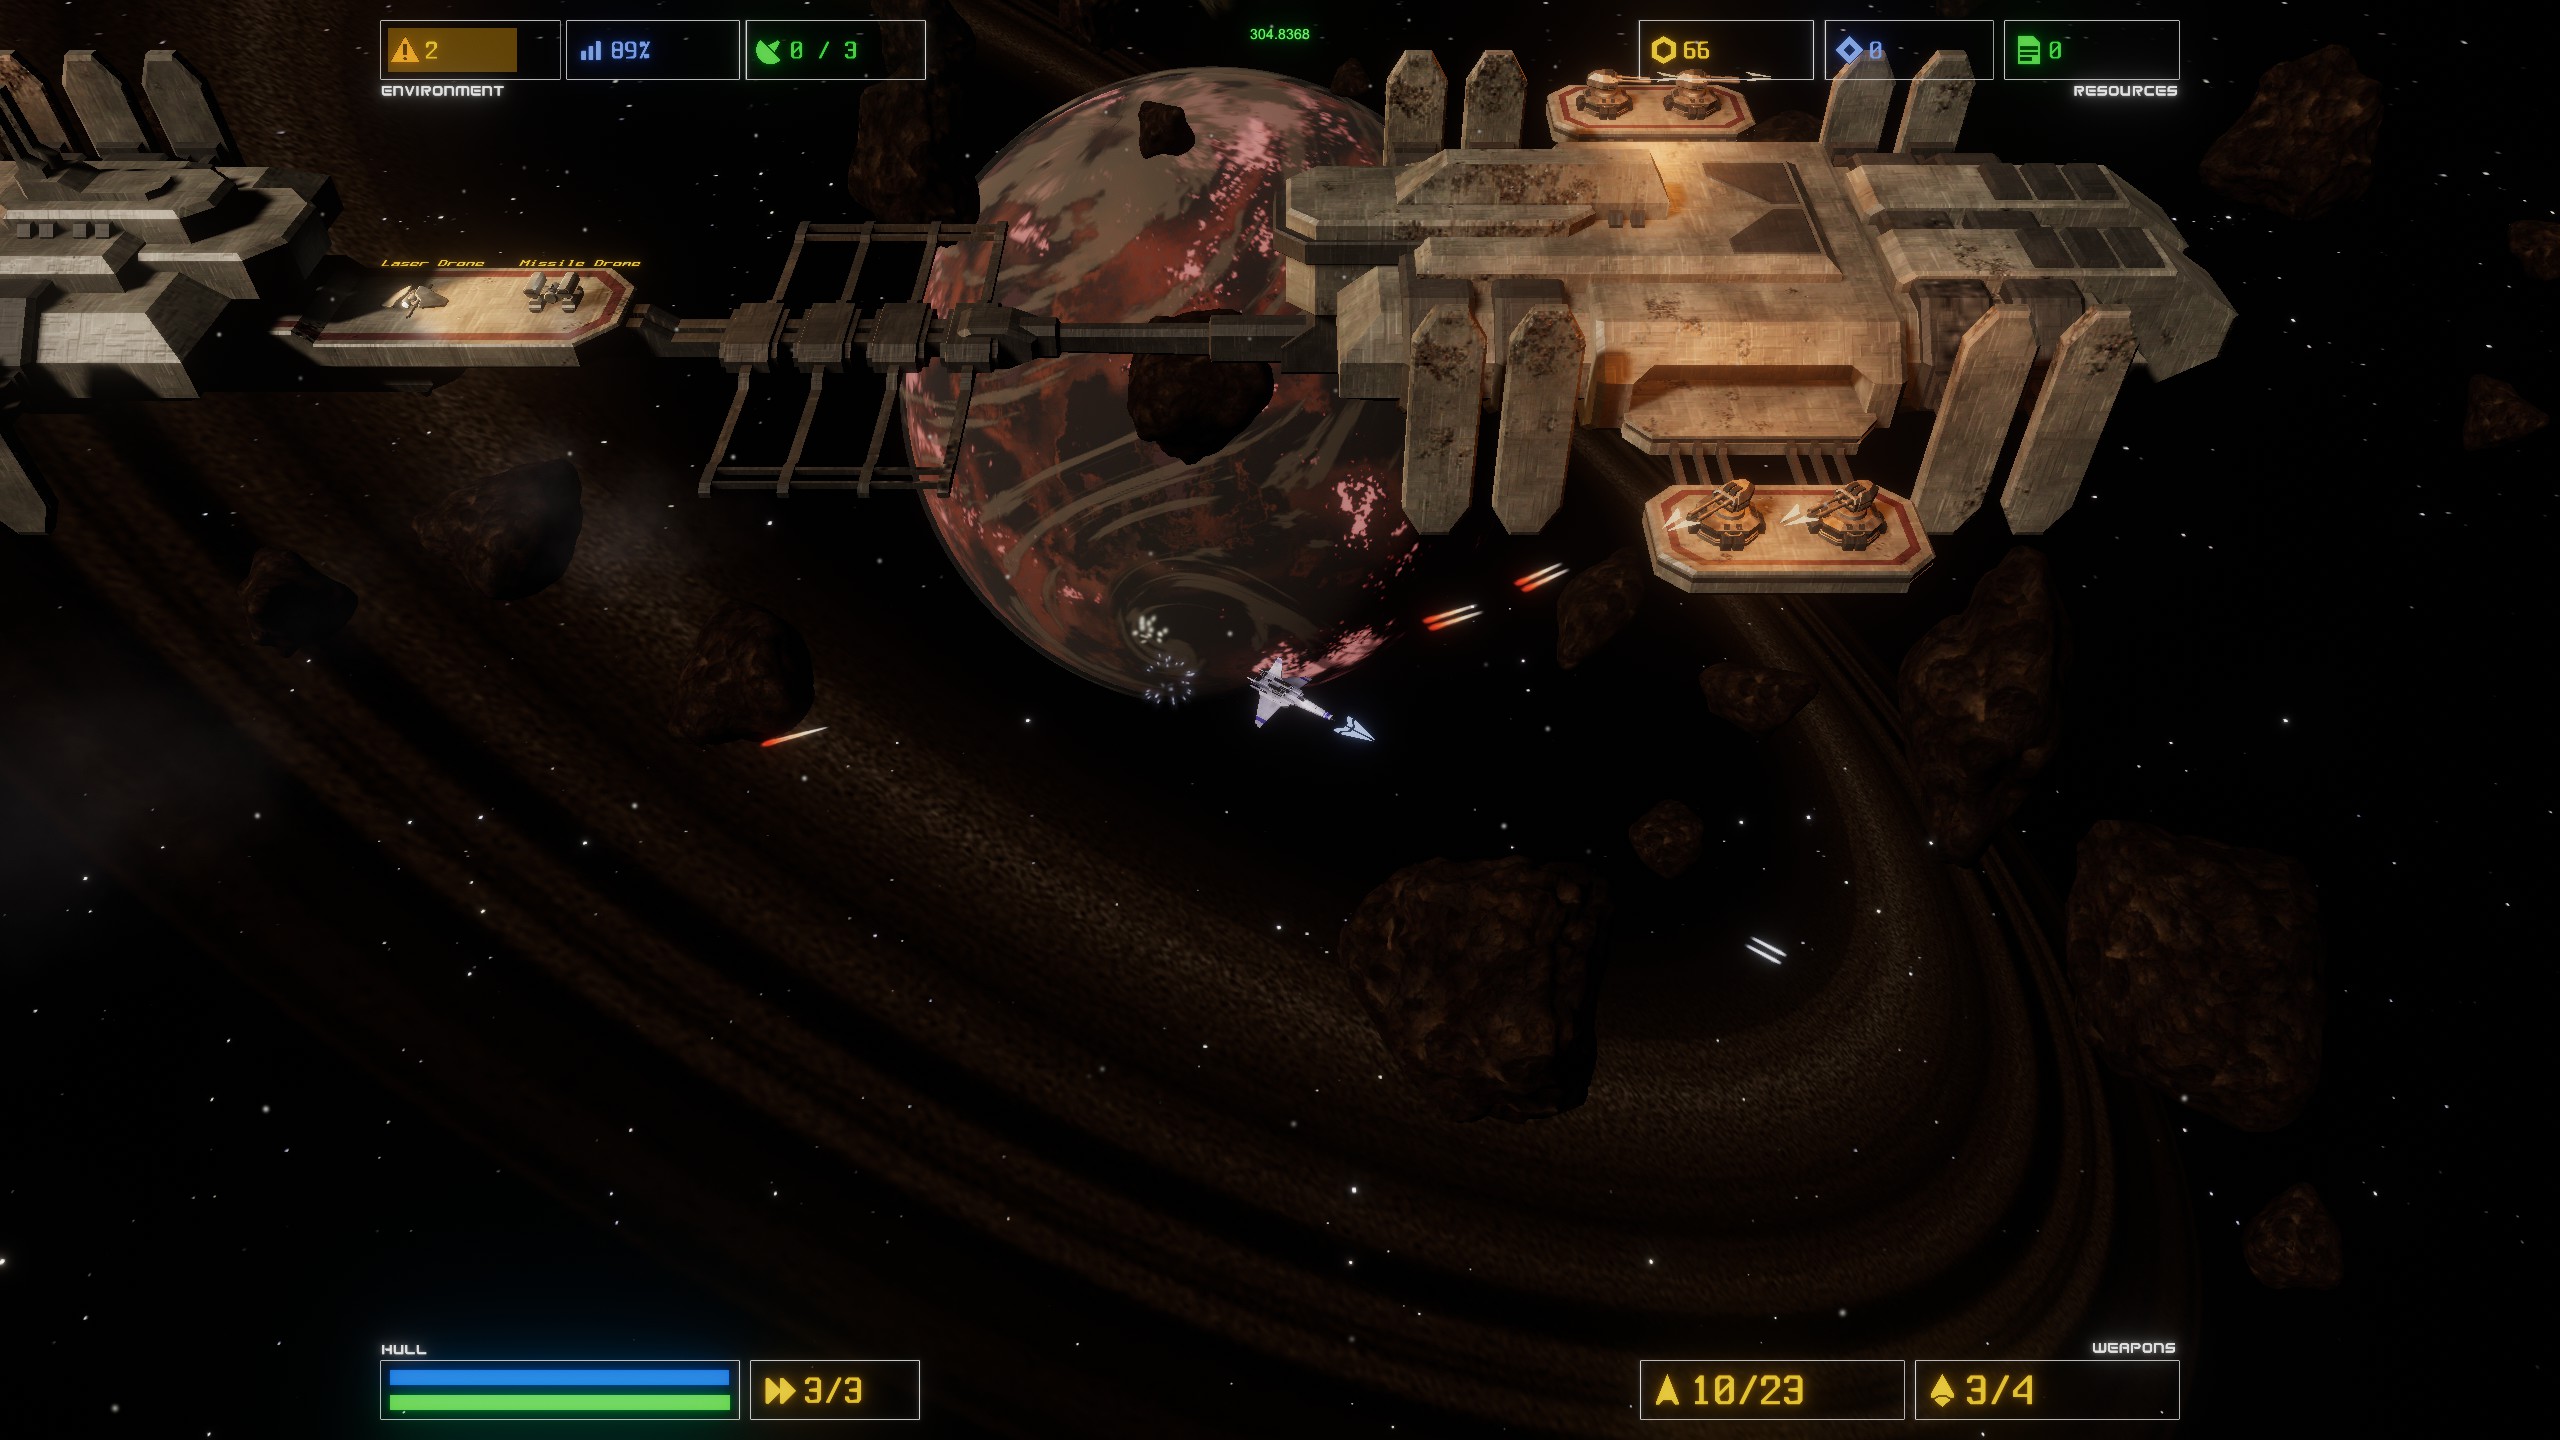 2
89%
0 / 3
ENVIRONMENT
304.8368
66
0
0
RESOURCES
Laser Drone
Missile Drone
HULL
3/3
WEAPONS
10/23
3/4